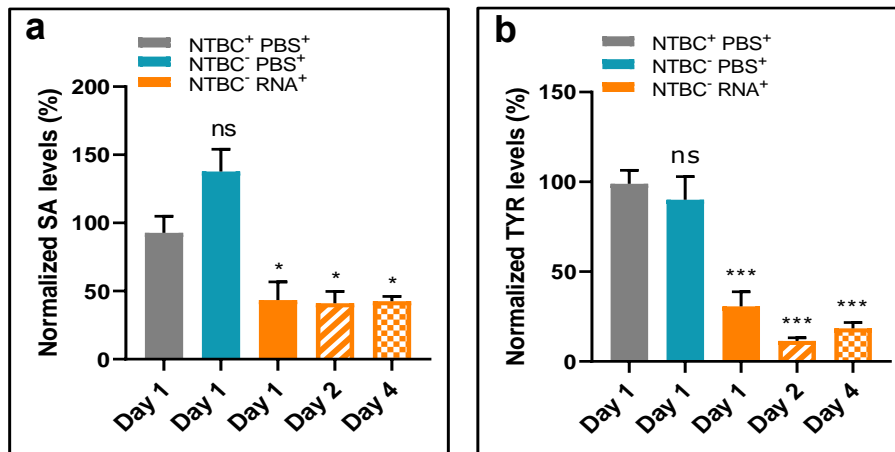 a
NTBC⁺ PBS⁺
NTBC⁻ PBS⁺
NTBC⁻ RNA⁺
Normalized SA levels (%)
200
150
100
50
0
ns
*
*
*
Day 1
Day 1
Day 1
Day 2
Day 4
b
NTBC⁺ PBS⁺
NTBC⁻ PBS⁺
NTBC⁻ RNA⁺
Normalized TYR levels (%)
150
100
50
0
ns
***
***
***
Day 1
Day 1
Day 1
Day 2
Day 4